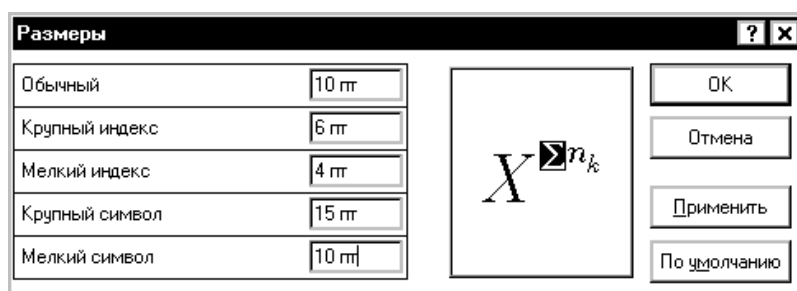 Размеры
Обычный 10 пт
Крупный индекс 6 пт
Мелкий индекс 4 пт
Крупный символ 15 пт
Мелкий символ 10 пт
X Σ n k
OK
Отмена
Применить
По умолчанию